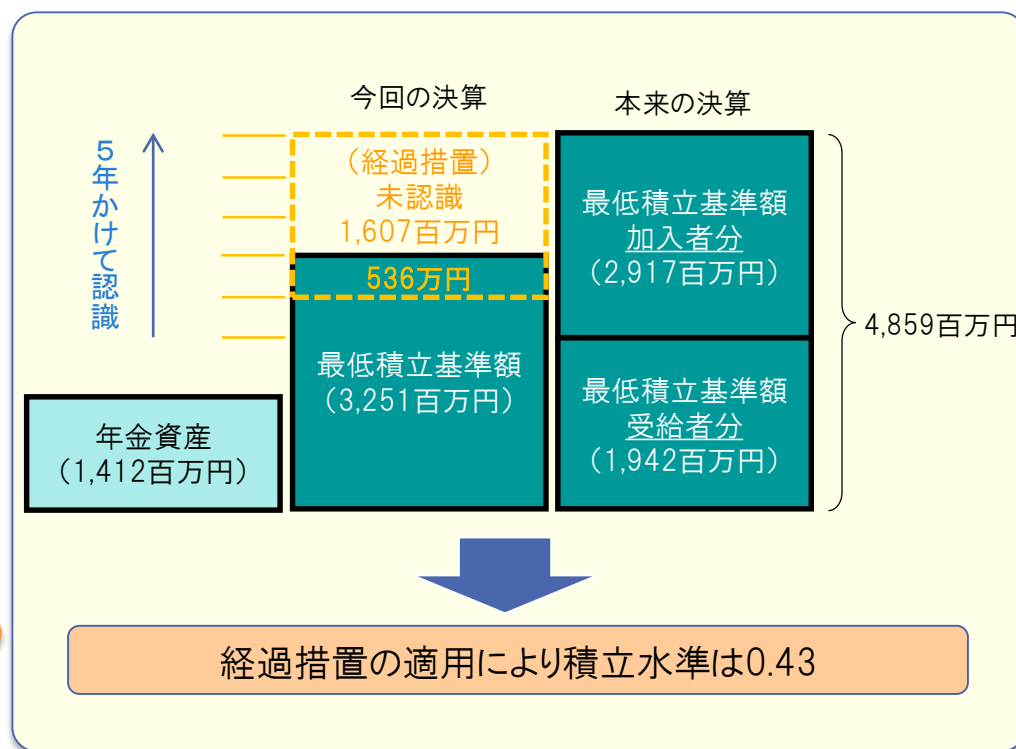 今回の決算
本来の決算
5年かけて認識
(経過措置)
未認識
1,607百万円
536万円
最低積立基準額
(3,251百万円)
年金資産
(1,412百万円)
最低積立基準額
加入者分
(2,917百万円)
最低積立基準額
受給者分
(1,942百万円)
4,859百万円
経過措置の適用により積立水準は0.43